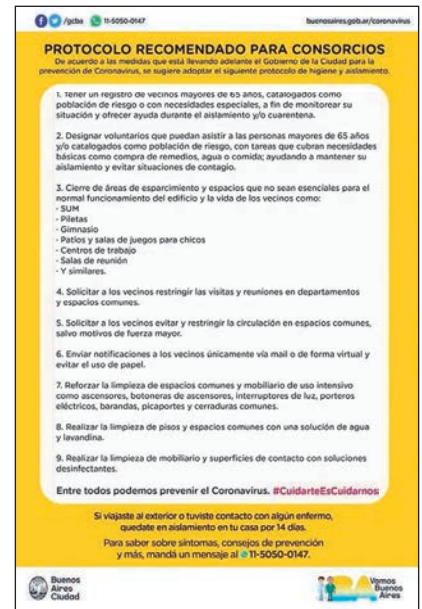 /gcba 11-5050-0147 buenosaires.gob.ar/coronavirus
PROTOCOLO RECOMENDADO PARA CONSORCIOS
De acuerdo a las medidas que está llevando adelante el Gobierno de la Ciudad para la
prevención de Coronavirus, se sugiere adoptar el siguiente protocolo de higiene y aislamiento.
1. Tener un registro de vecinos mayores de 65 años, catalogados como
población de riesgo o con necesidades especiales, a fin de monitorear su
situación y ofrecer ayuda durante el aislamiento y/o cuarentena.
2. Designar voluntarios que puedan asistir a las personas mayores de 65 años
y/o catalogados como población de riesgo, con tareas que cubran necesidades
básicas como compra de remedios, agua o comida; ayudando a mantener su
aislamiento y evitar situaciones de contagio.
3. Cierre de áreas de esparcimiento y espacios que no sean esenciales para el
normal funcionamiento del edificio y la vida de los vecinos como:
- SUM
- Piletas
- Gimnasio
- Patios y salas de juegos para chicos
- Centros de trabajo
- Salas de reunión
- Y similares.
4. Solicitar a los vecinos restringir las visitas y reuniones en departamentos
y espacios comunes.
5. Solicitar a los vecinos evitar y restringir la circulación en espacios comunes,
salvo motivos de fuerza mayor.
6. Enviar notificaciones a los vecinos únicamente vía mail o de forma virtual y
evitar el uso de papel.
7. Reforzar la limpieza de espacios comunes y mobiliario de uso intensivo
como ascensores, botoneras de ascensores, interruptores de luz, porteros
eléctricos, barandas, picaportes y cerraduras comunes.
8. Realizar la limpieza de pisos y espacios comunes con una solución de agua
y lavandina.
9. Realizar la limpieza de mobiliario y superficies de contacto con soluciones
desinfectantes.
Entre todos podemos prevenir el Coronavirus. #CuidarteEsCuidarnos
Si viajaste al exterior o tuviste contacto con algún enfermo,
quedate en aislamiento en tu casa por 14 días.
Para saber sobre síntomas, consejos de prevención
y más, mandá un mensaje al 11-5050-0147.
Buenos
Aires
Ciudad
BA
Vamos
Buenos
Aires